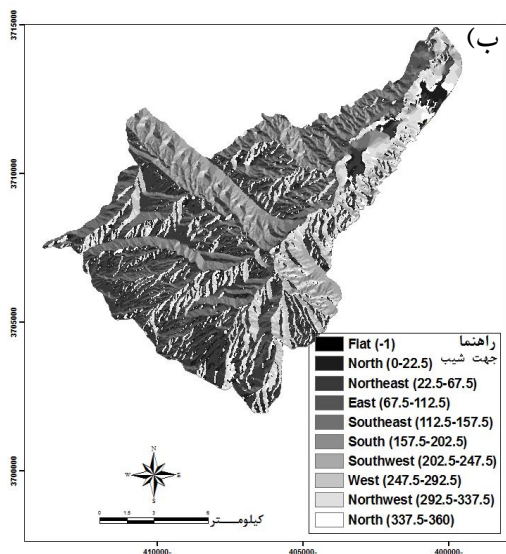 ب)
3715000
3710000
3705000
3700000
راهنما
جهت شیب
Flat (-1)
North (0-22.5)
Northeast (22.5-67.5)
East (67.5-112.5)
Southeast (112.5-157.5)
South (157.5-202.5)
Southwest (202.5-247.5)
West (247.5-292.5)
Northwest (292.5-337.5)
North (337.5-360)
N
W E
S
0 1.5 3 6
کیلومتر
410000- 405000- 400000-